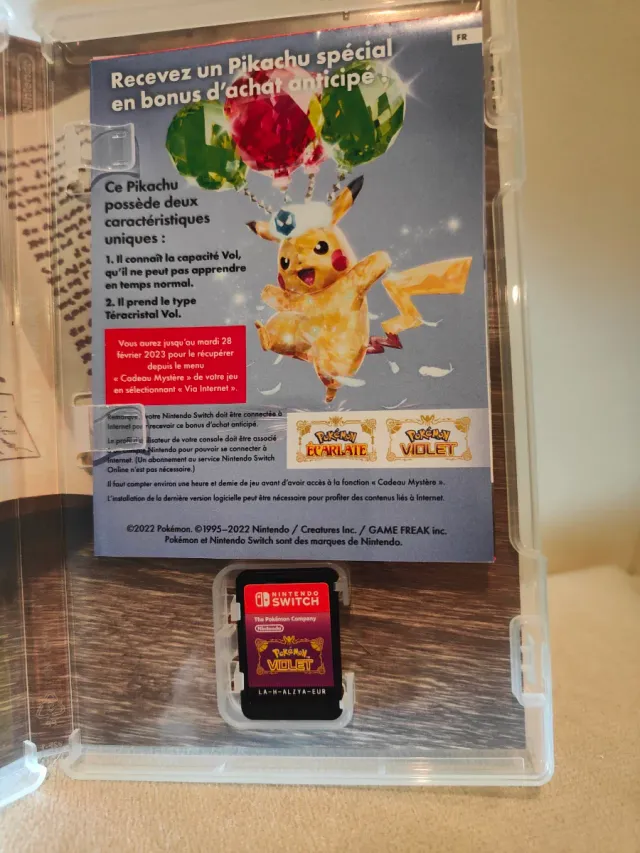 FR
Recevez un Pikachu spécial
en bonus d'achat anticipé !
Ce Pikachu
possède deux
caractéristiques
uniques :
1. Il connaît la capacité Vol,
qu'il ne peut pas apprendre
en temps normal.
2. Il prend le type
Téracristal Vol.
Vous aurez jusqu'au mardi 28
février 2023 pour le récupérer
depuis le menu
« Cadeau Mystère » de votre jeu
en sélectionnant « Via Internet ».
Remarque : votre Nintendo Switch doit être connectée à
Internet pour recevoir ce bonus d'achat anticipé.
Le profil d'utilisateur de votre console doit être associé
Nintendo pour pouvoir se connecter à
Internet. (Un abonnement au service Nintendo Switch
Online n'est pas nécessaire.)
Il faut compter environ une heure et demie de jeu avant d'avoir accès à la fonction « Cadeau Mystère ».
L'installation de la dernière version logicielle peut être nécessaire pour profiter des contenus liés à Internet.
POKÉMON
ÉCARLATE
POKÉMON
VIOLET
©2022 Pokémon. ©1995–2022 Nintendo / Creatures Inc. / GAME FREAK inc.
Pokémon et Nintendo Switch sont des marques de Nintendo.
NINTENDO
SWITCH
The Pokémon Company
Nintendo
POKÉMON
VIOLET
LA-H-ALZYA-EUR